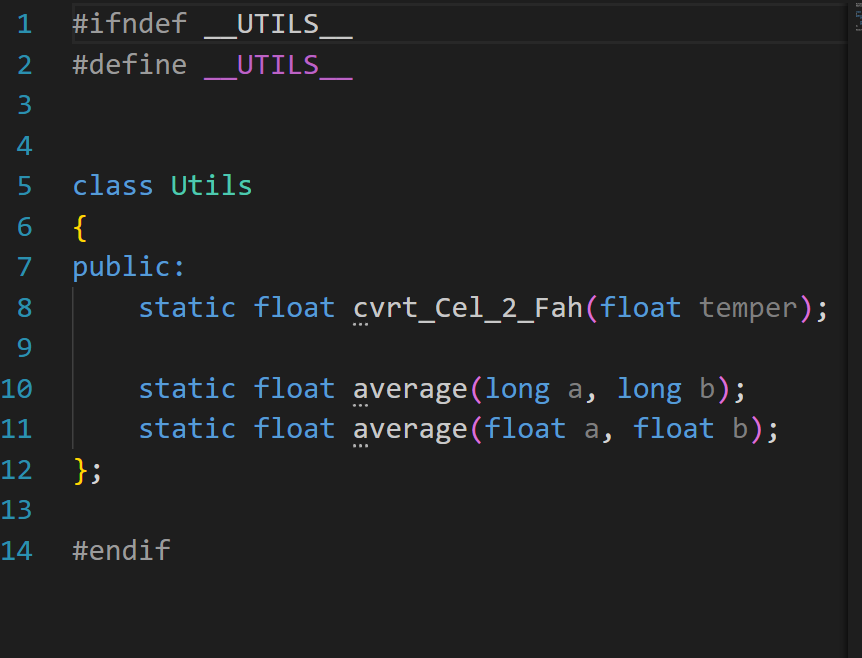 1 #ifndef __UTILS__
2 #define __UTILS__
3
4
5 class Utils
6 {
7 public:
8     static float cvrt_Cel_2_Fah(float temper);
9
10     static float average(long a, long b);
11     static float average(float a, float b);
12 };
13
14 #endif